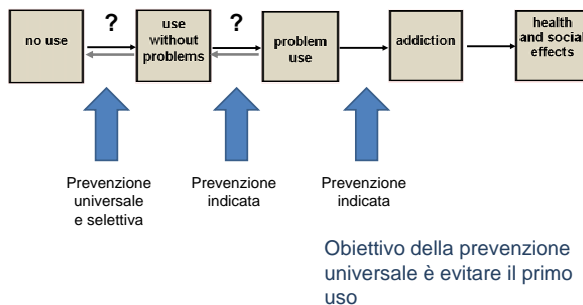 ?
?
no use
use
without
problems
problem
use
addiction
health
and social
effects
Prevenzione
universale
e selettiva
Prevenzione
indicata
Prevenzione
indicata
Obiettivo della prevenzione
universale è evitare il primo
uso